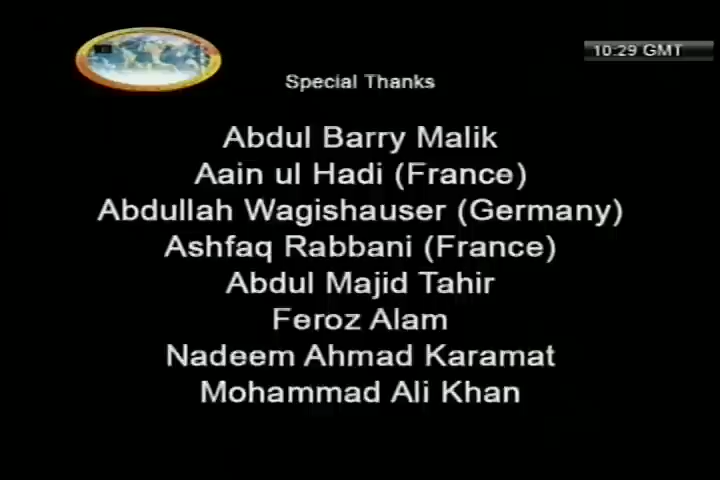 10:29 GMT
Special Thanks
Abdul Barry Malik
Aain ul Hadi (France)
Abdullah Wagishauser (Germany)
Ashfaq Rabbani (France)
Abdul Majid Tahir
Feroz Alam
Nadeem Ahmad Karamat
Mohammad Ali Khan